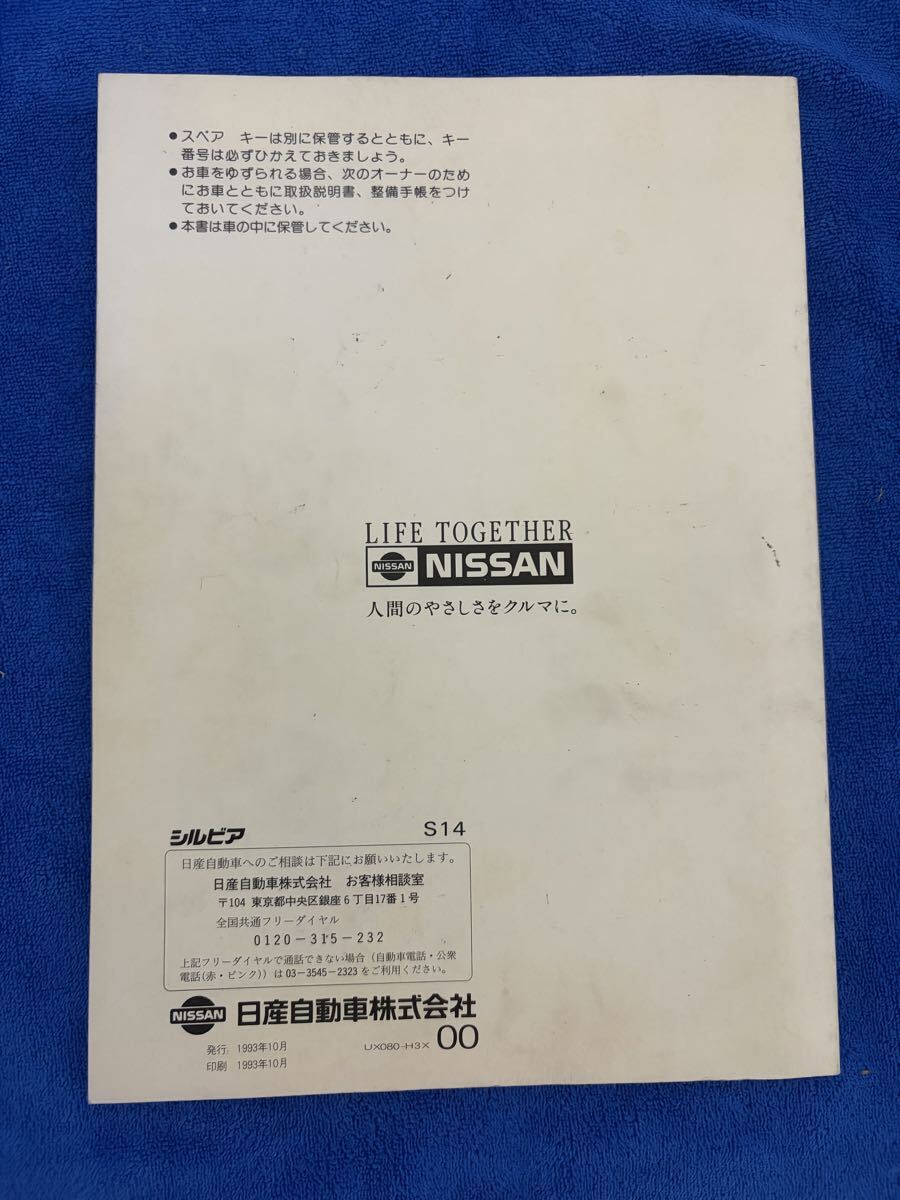 ●スペア　キーは別に保管するとともに、キー
番号は必ずひかえておきましょう。
●お車をゆずられる場合、次のオーナーのため
にお車とともに取扱説明書、整備手帳をつけ
ておいてください。
●本書は車の中に保管してください。
LIFE TOGETHER
NISSAN NISSAN
人間のやさしさをクルマに。
シルビア S14
日産自動車へのご相談は下記にお願いいたします。
日産自動車株式会社　お客様相談室
〒104 東京都中央区銀座6丁目17番1号
全国共通フリーダイヤル
0120-315-232
上記フリーダイヤルで通話できない場合（自動車電話・公衆
電話(赤・ピンク)）は03-3545-2323をご利用ください。
NISSAN 日産自動車株式会社
発行 1993年10月 UX080-H3X 00
印刷 1993年10月